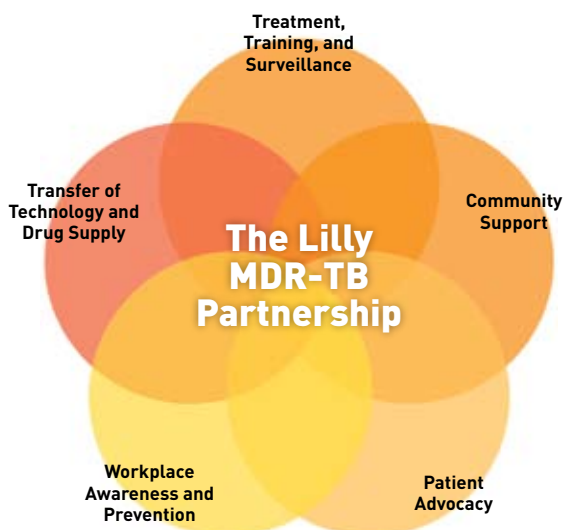 Treatment,
Training, and
Surveillance
Transfer of
Technology and
Drug Supply
Community
Support
The Lilly
MDR-TB
Partnership
Workplace
Awareness and
Prevention
Patient
Advocacy